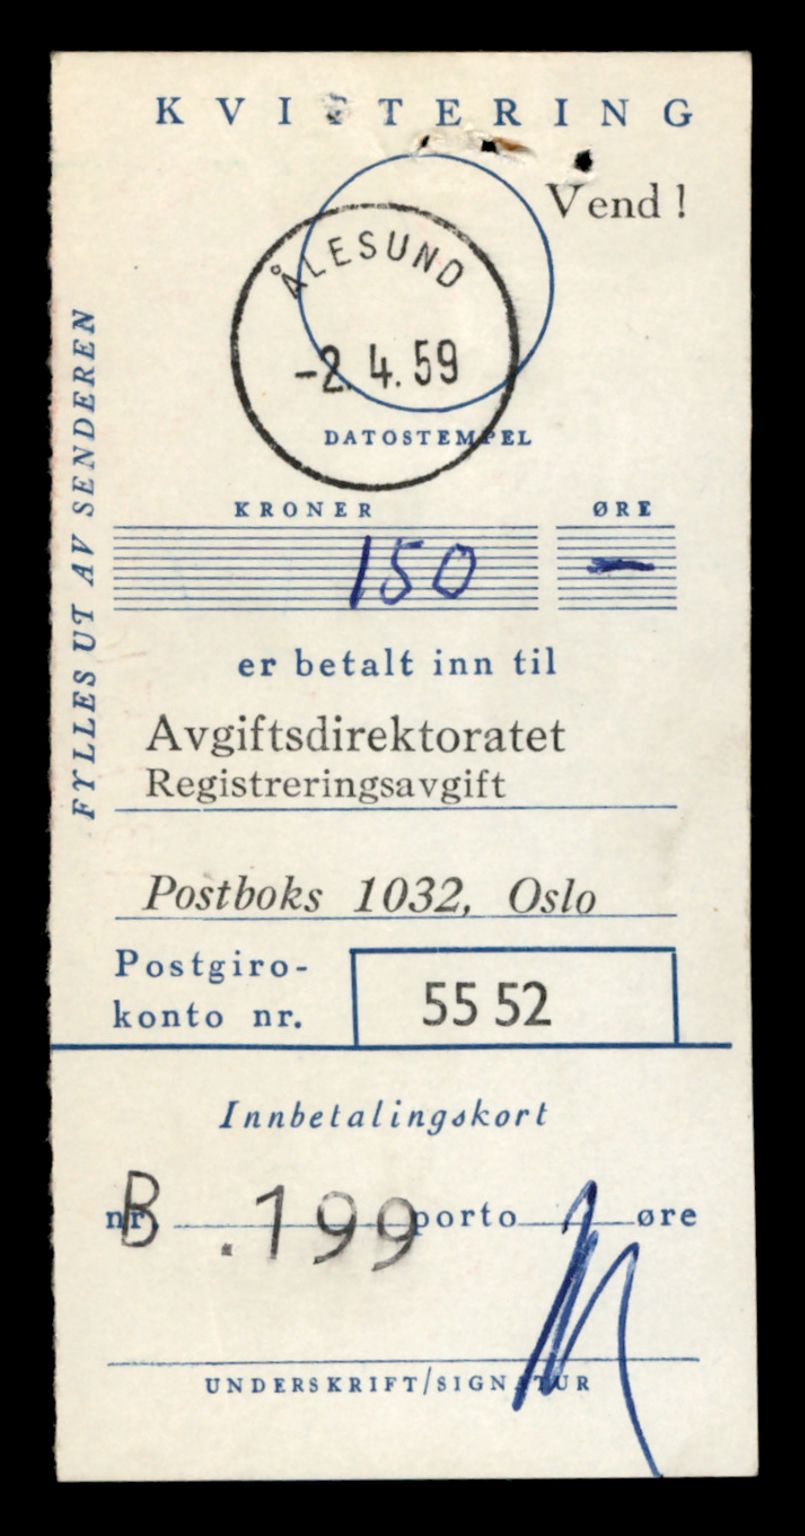 KVITTERING
Vend !
ÅLESUND
-2. 4. 59
DATOSTEMPEL
FYLLES UT AV SENDEREN
KRONER ØRE
150 —
er betalt inn til
Avgiftsdirektoratet
Registreringsavgift
Postboks 1032, Oslo
Postgiro-
konto nr. 55 52
Innbetalingskort
nr. B .199 porto øre
UNDERSKRIFT/SIGNATUR